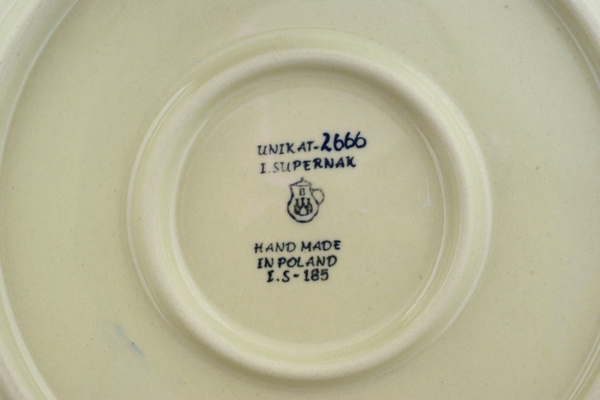 UNIKAT-2666
I.SUPERNAK
B
HAND MADE
IN POLAND
I.S-185